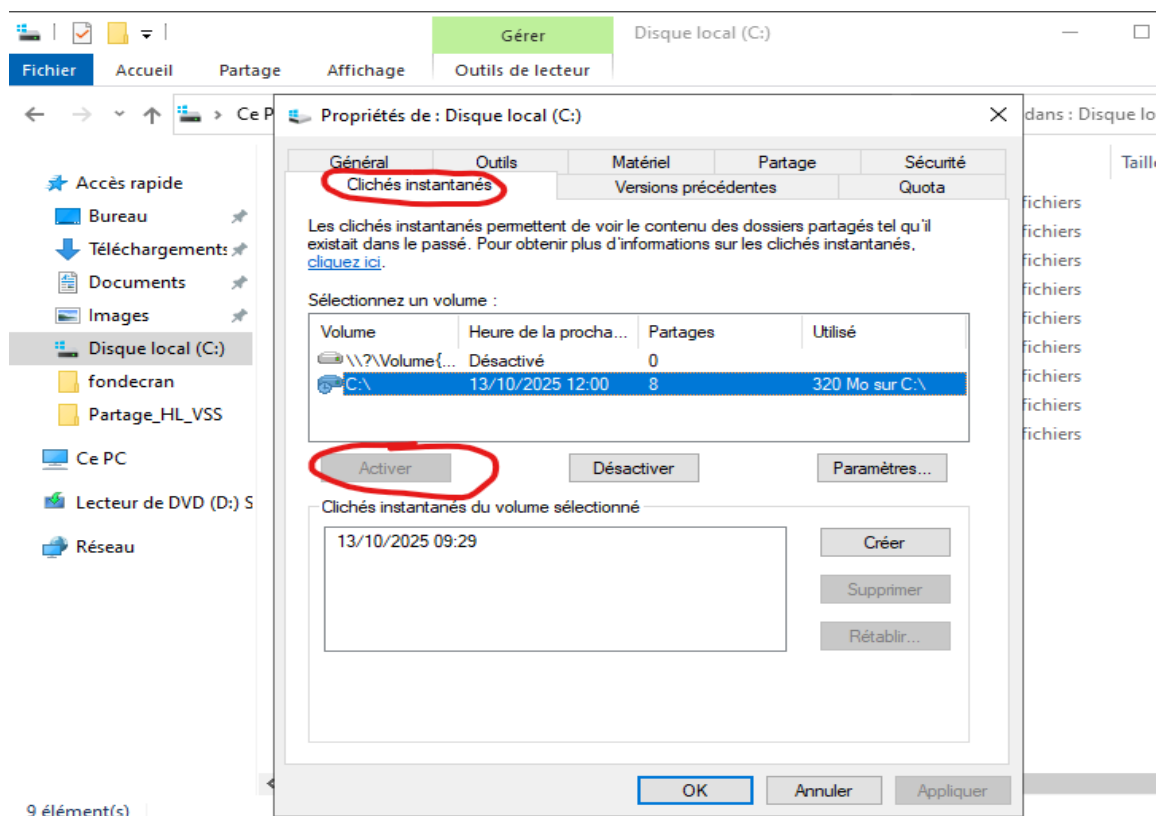 Gérer Disque local (C:)
Fichier Accueil Partage Affichage Outils de lecteur
Ce P
Propriétés de : Disque local (C:)
dans : Disque lo
Général Outils Matériel Partage Sécurité
Clichés instantanés Versions précédentes Quota
Taill
Les clichés instantanés permettent de voir le contenu des dossiers partagés tel qu'il
existait dans le passé. Pour obtenir plus d'informations sur les clichés instantanés,
cliquez ici.
Sélectionnez un volume :
Volume Heure de la procha... Partages Utilisé
\\?\Volume{... Désactivé 0
C:\ 13/10/2025 12:00 8 320 Mo sur C:\
Activer Désactiver Paramètres...
Clichés instantanés du volume sélectionné
13/10/2025 09:29
Créer
Supprimer
Rétablir...
OK Annuler Appliquer
Accès rapide
Bureau
Téléchargements
Documents
Images
Disque local (C:)
fondecran
Partage_HL_VSS
Ce PC
Lecteur de DVD (D:) S
Réseau
fichiers
fichiers
fichiers
fichiers
fichiers
fichiers
fichiers
fichiers
fichiers
9 élément(s)